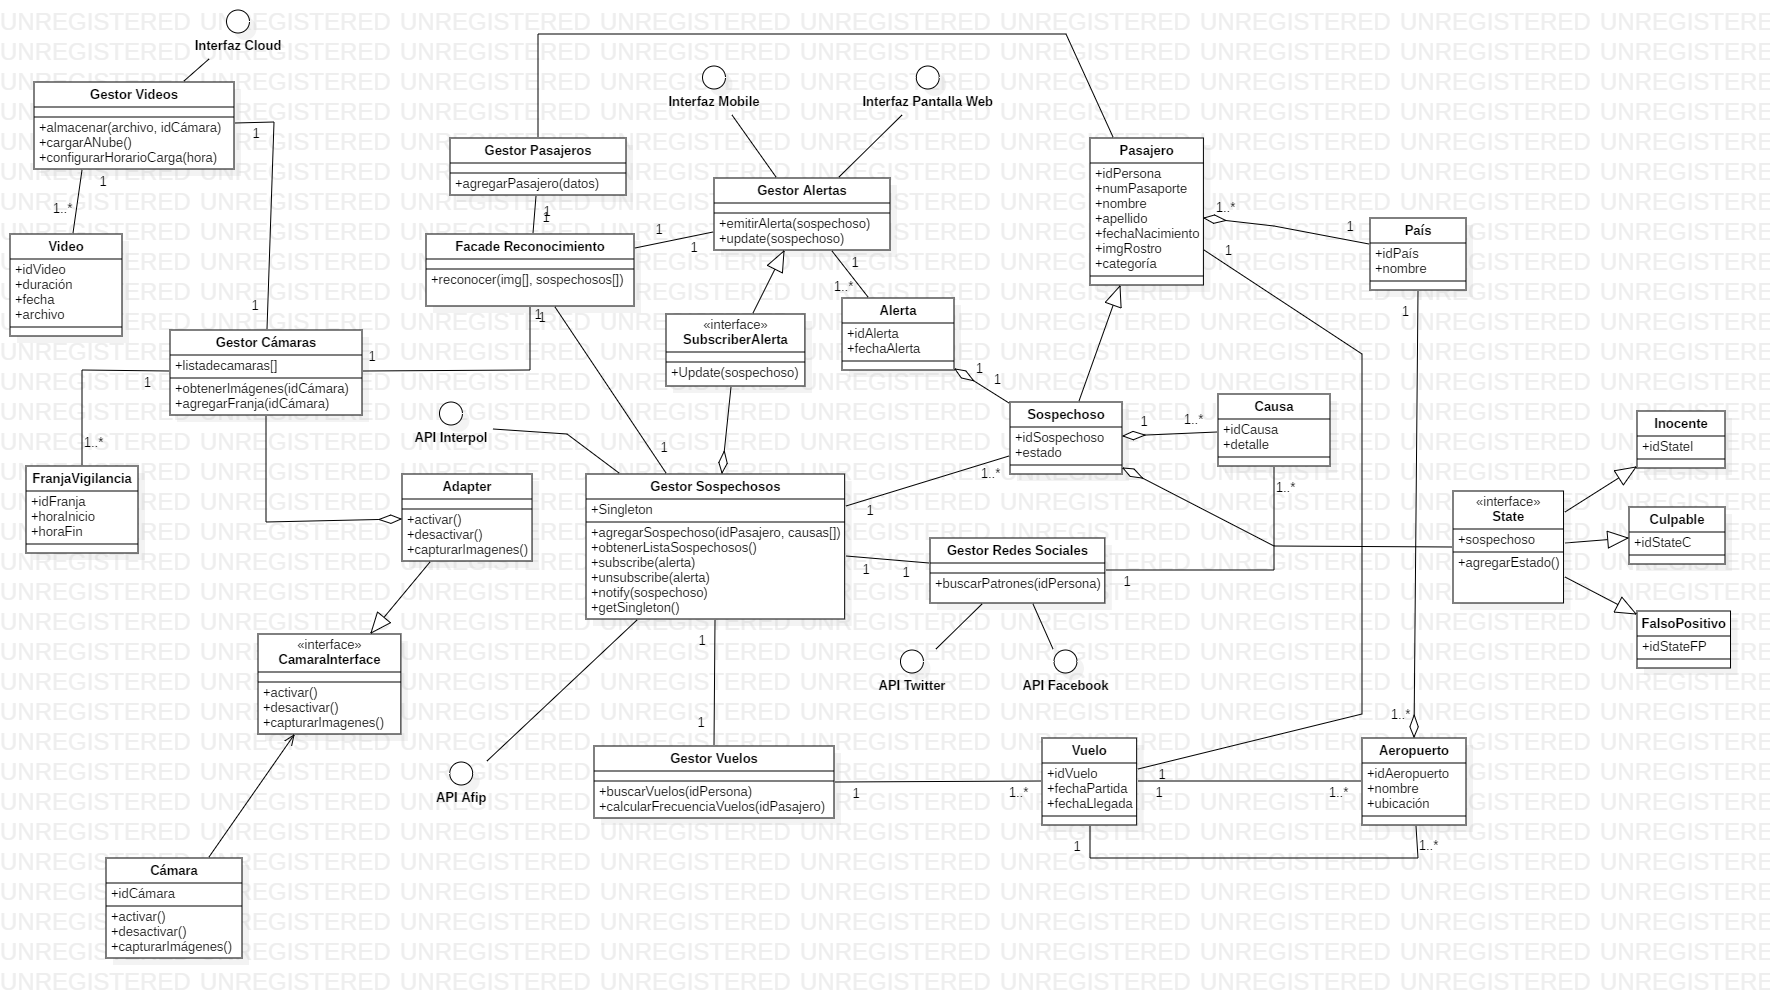 Interfaz Cloud
Gestor Videos
+almacenar(archivo, idCámara)
+cargarANube()
+configurarHorarioCarga(hora)
1
1
1..*
Video
+idVideo
+duración
+fecha
+archivo
1
Gestor Cámaras
+listadecamaras[]
+obtenerImágenes(idCámara)
+agregarFranja(idCámara)
1
1
1..*
FranjaVigilancia
+idFranja
+horaInicio
+horaFin
Gestor Pasajeros
+agregarPasajero(datos)
1
1
Facade Reconocimiento
+reconocer(img[], sospechosos[])
1
1
1
1
Interfaz Mobile
Interfaz Pantalla Web
Gestor Alertas
+emitirAlerta(sospechoso)
+update(sospechoso)
1
1..*
«interface»
SubscriberAlerta
+Update(sospechoso)
Alerta
+idAlerta
+fechaAlerta
1
1
Pasajero
+idPersona
+numPasaporte
+nombre
+apellido
+fechaNacimiento
+imgRostro
+categoría
1..*
1
1
País
+idPaís
+nombre
1
Sospechoso
+idSospechoso
+estado
1
1..*
1..*
Causa
+idCausa
+detalle
1..*
API Interpol
1
Adapter
+activar()
+desactivar()
+capturarImagenes()
Gestor Sospechosos
+Singleton
+agregarSospechoso(idPasajero, causas[])
+obtenerListaSospechosos()
+subscribe(alerta)
+unsubscribe(alerta)
+notify(sospechoso)
+getSingleton()
1
1
1
1
Gestor Redes Sociales
+buscarPatrones(idPersona)
1
API Twitter
API Facebook
«interface»
State
+sospechoso
+agregarEstado()
Inocente
+idStateI
Culpable
+idStateC
FalsoPositivo
+idStateFP
«interface»
CamaraInterface
+activar()
+desactivar()
+capturarImagenes()
API Afip
1
Gestor Vuelos
+buscarVuelos(idPersona)
+calcularFrecuenciaVuelos(idPasajero)
1
1..*
Vuelo
+idVuelo
+fechaPartida
+fechaLlegada
1
1
1..*
1..*
Aeropuerto
+idAeropuerto
+nombre
+ubicación
1
1..*
Cámara
+idCámara
+activar()
+desactivar()
+capturarImágenes()